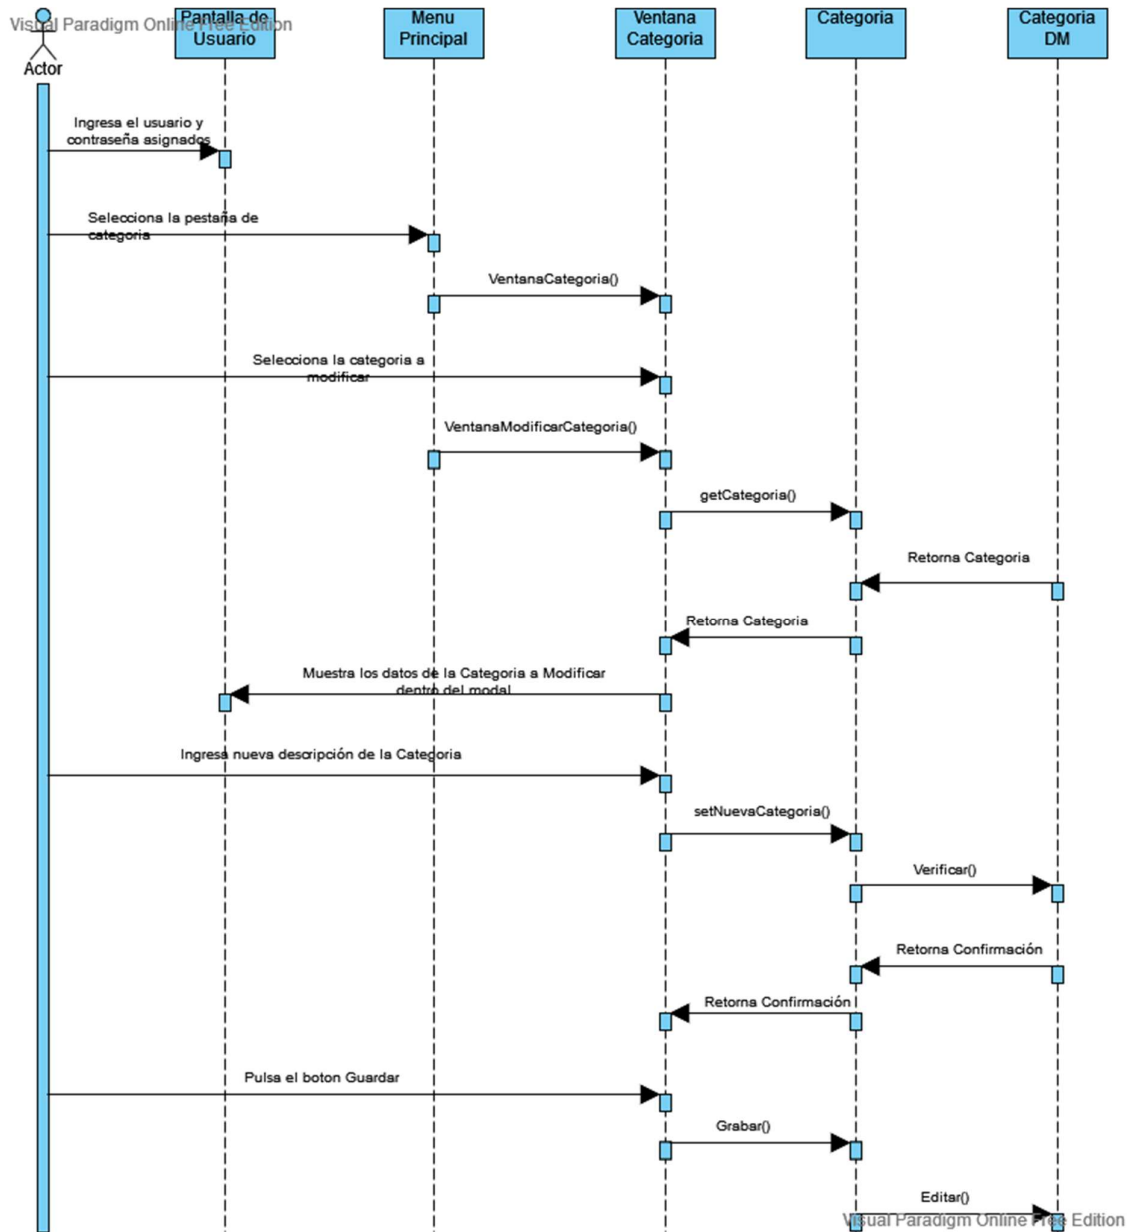 Visual Paradigm Online Free Edition
Pantalla de
Usuario
Menu
Principal
Ventana
Categoria
Categoria
Categoria
DM
Actor
Ingresa el usuario y
contraseña asignados
Selecciona la pestaña de
categoria
VentanaCategoria()
Selecciona la categoria a
modificar
VentanaModificarCategoria()
getCategoria()
Retorna Categoria
Retorna Categoria
Muestra los datos de la Categoria a Modificar
dentro del modal
Ingresa nueva descripción de la Categoria
setNuevaCategoria()
Verificar()
Retorna Confirmación
Retorna Confirmación
Pulsa el boton Guardar
Grabar()
Editar()
Visual Paradigm Online Free Edition